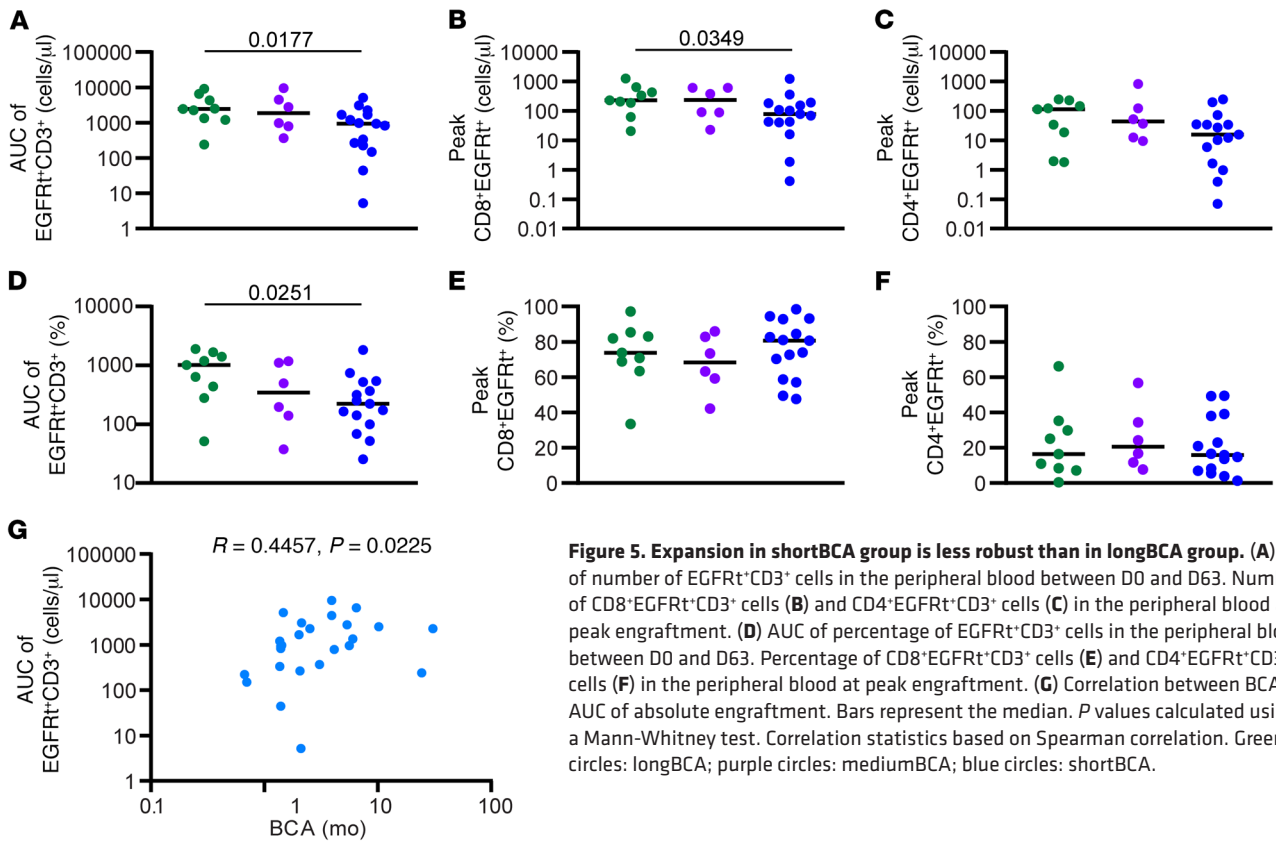 A
0.0177
AUC of
EGFRt⁺CD3⁺ (cells/μl)
100000
10000
1000
100
10
1
B
0.0349
Peak
CD8⁺EGFRt⁺ (cells/μl)
10000
1000
100
10
1
0.1
0.01
C
Peak
CD4⁺EGFRt⁺ (cells/μl)
10000
1000
100
10
1
0.1
0.01
D
0.0251
AUC of
EGFRt⁺CD3⁺ (%)
10000
1000
100
10
E
Peak
CD8⁺EGFRt⁺ (%)
100
80
60
40
20
0
F
Peak
CD4⁺EGFRt⁺ (%)
100
80
60
40
20
0
G
R = 0.4457, P = 0.0225
AUC of
EGFRt⁺CD3⁺ (cells/μl)
100000
10000
1000
100
10
1
0.1 1 10 100
BCA (mo)
Figure 5. Expansion in shortBCA group is less robust than in longBCA group. (A)
of number of EGFRt⁺CD3⁺ cells in the peripheral blood between D0 and D63. Num
of CD8⁺EGFRt⁺CD3⁺ cells (B) and CD4⁺EGFRt⁺CD3⁺ cells (C) in the peripheral blood
peak engraftment. (D) AUC of percentage of EGFRt⁺CD3⁺ cells in the peripheral blo
between D0 and D63. Percentage of CD8⁺EGFRt⁺CD3⁺ cells (E) and CD4⁺EGFRt⁺CD3
cells (F) in the peripheral blood at peak engraftment. (G) Correlation between BCA
AUC of absolute engraftment. Bars represent the median. P values calculated usi
a Mann-Whitney test. Correlation statistics based on Spearman correlation. Green
circles: longBCA; purple circles: mediumBCA; blue circles: shortBCA.